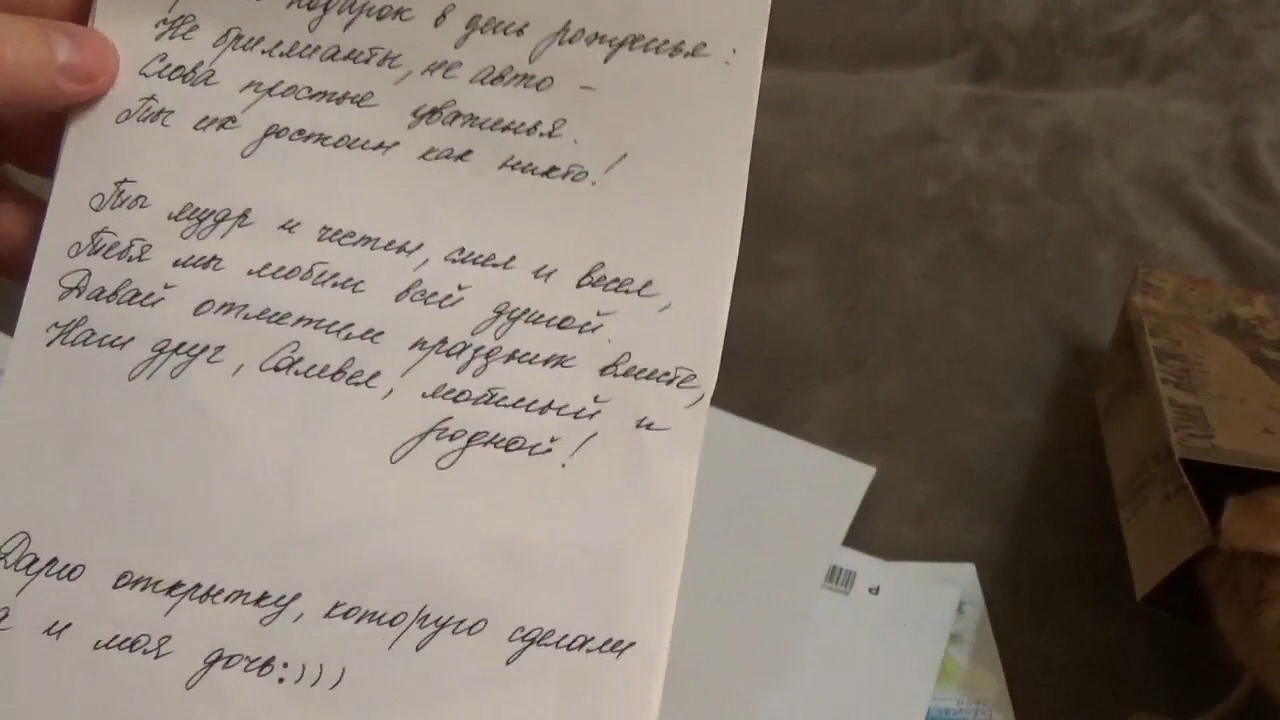 подарок в день рожденья:
Не бриллианты, не авто –
Слова простые уваженья.
Ты их достоин как никто!
Ты мудр и честен, смел и весел,
Тебя мы любим всей душой.
Давай отметим праздник вместе,
Наш друг, Савел, любимый и
родной!
Дарю открытку, которую сделали
и моя дочь:)))
P